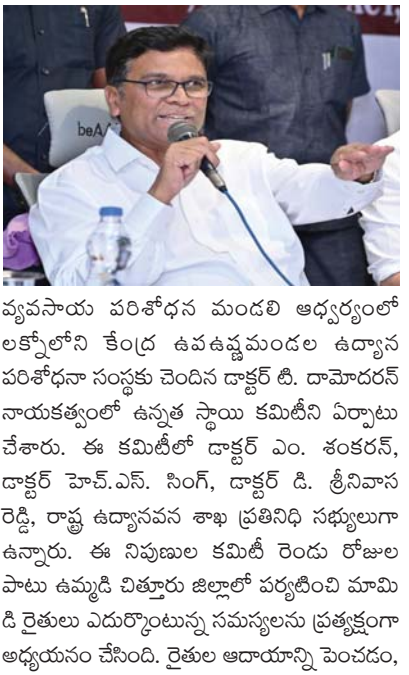 beAA
వ్యవసాయ పరిశోధన మండలి ఆధ్వర్యంలో
లక్నోలోని కేంద్ర ఉపఉష్ణమండల ఉద్యాన
పరిశోధనా సంస్థకు చెందిన డాక్టర్ టి. దామోదరన్
నాయకత్వంలో ఉన్నత స్థాయి కమిటీని ఏర్పాటు
చేశారు. ఈ కమిటీలో డాక్టర్ ఎం. శంకరన్,
డాక్టర్ హెచ్.ఎస్. సింగ్, డాక్టర్ డి. శ్రీనివాస
రెడ్డి, రాష్ట్ర ఉద్యానవన శాఖ ప్రతినిధి సభ్యులుగా
ఉన్నారు. ఈ నిపుణుల కమిటీ రెండు రోజుల
పాటు ఉమ్మడి చిత్తూరు జిల్లాలో పర్యటించి మామి
డి రైతులు ఎదుర్కొంటున్న సమస్యలను ప్రత్యక్షంగా
అధ్యయనం చేసింది. రైతుల ఆదాయాన్ని పెంచడం,